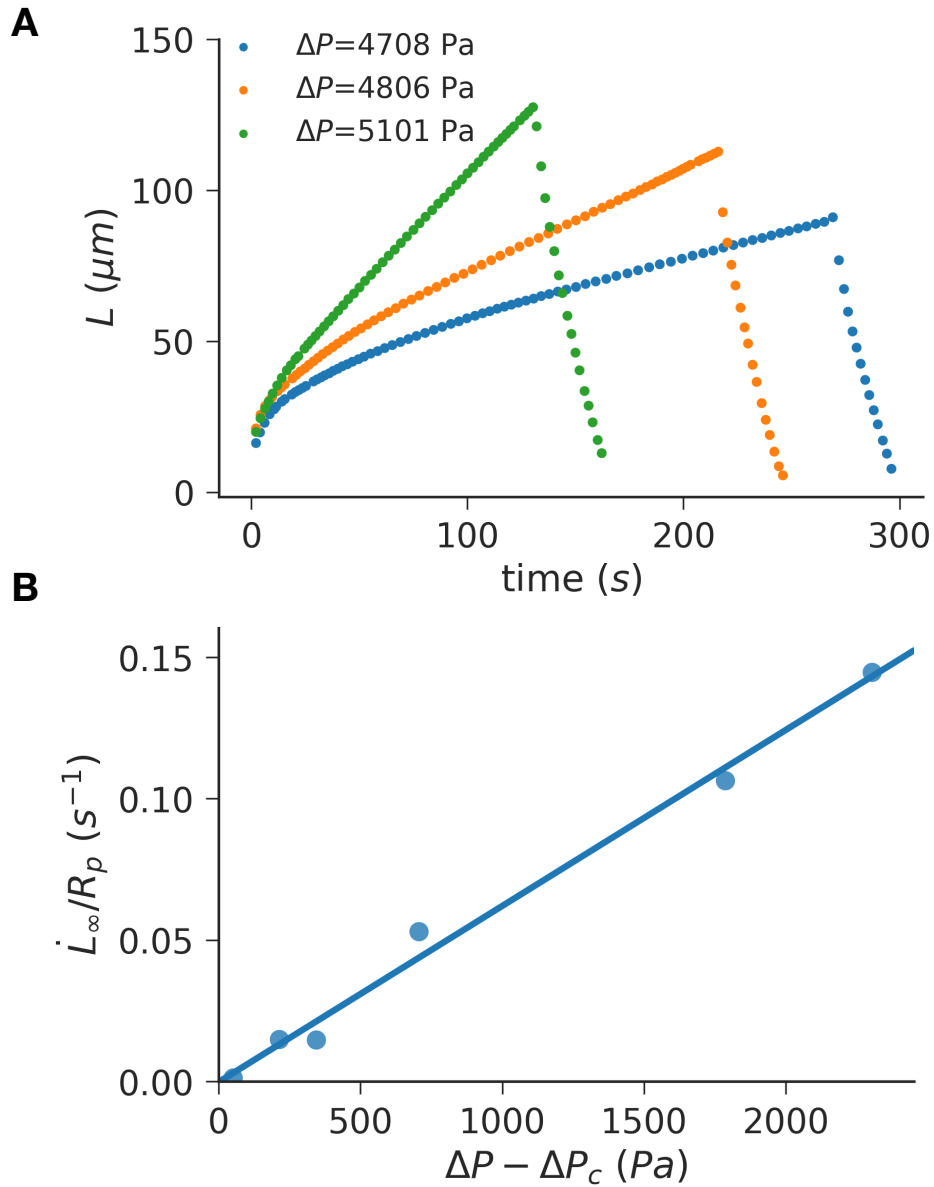 A
150
100
50
0
L (μm)
ΔP=4708 Pa
ΔP=4806 Pa
ΔP=5101 Pa
0 100 200 300
time (s)
B
0.15
0.10
0.05
0.00
L̇∞/Rₚ (s⁻¹)
0 500 1000 1500 2000
ΔP − ΔP_c (Pa)